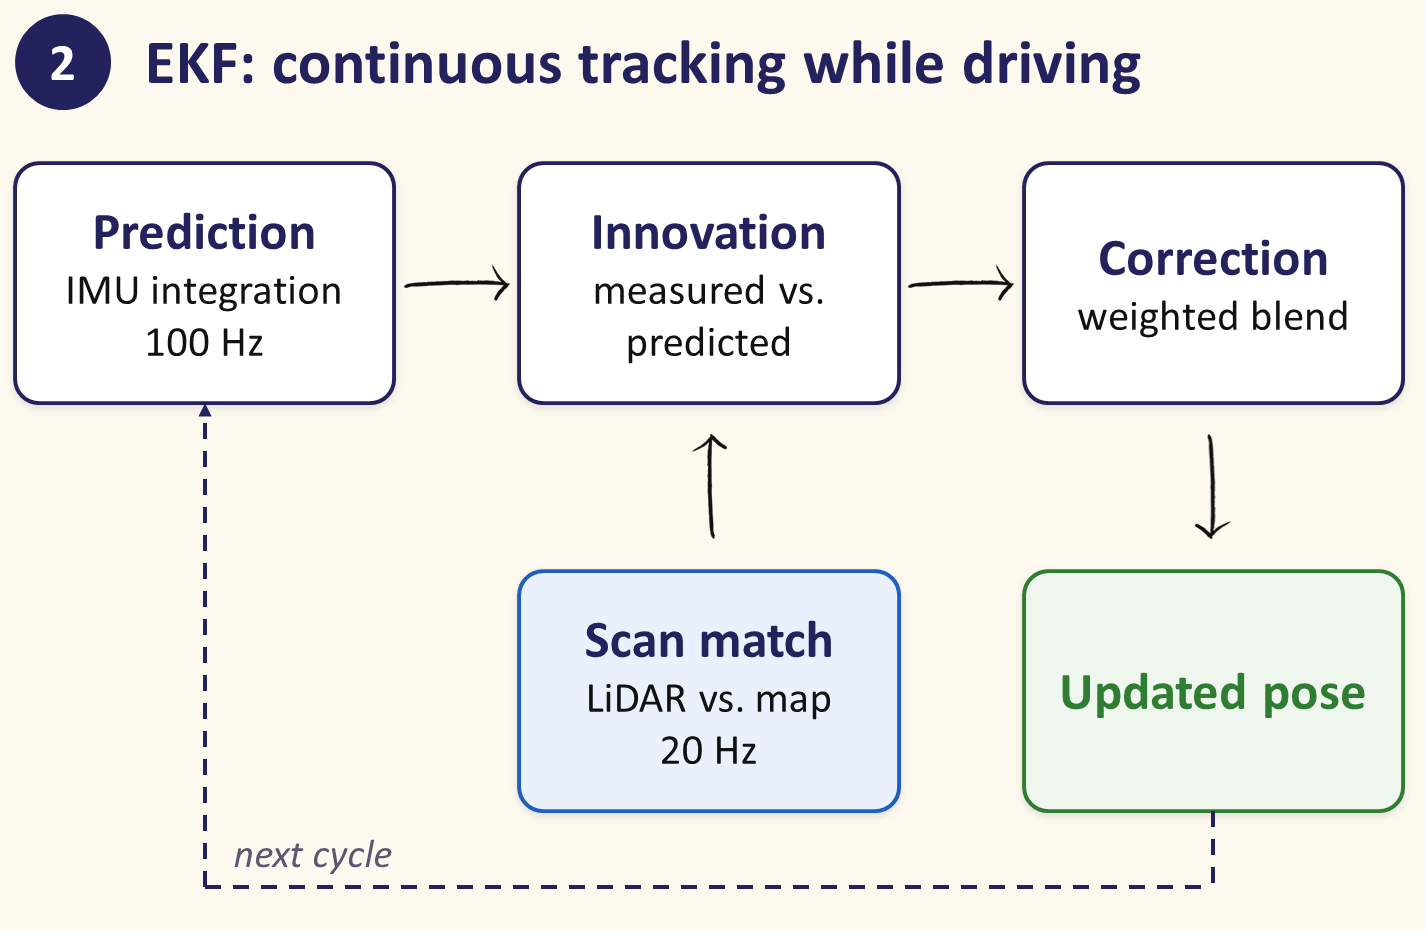 2
EKF: continuous tracking while driving
Prediction
IMU integration
100 Hz
Innovation
measured vs.
predicted
Correction
weighted blend
Scan match
LiDAR vs. map
20 Hz
Updated pose
next cycle